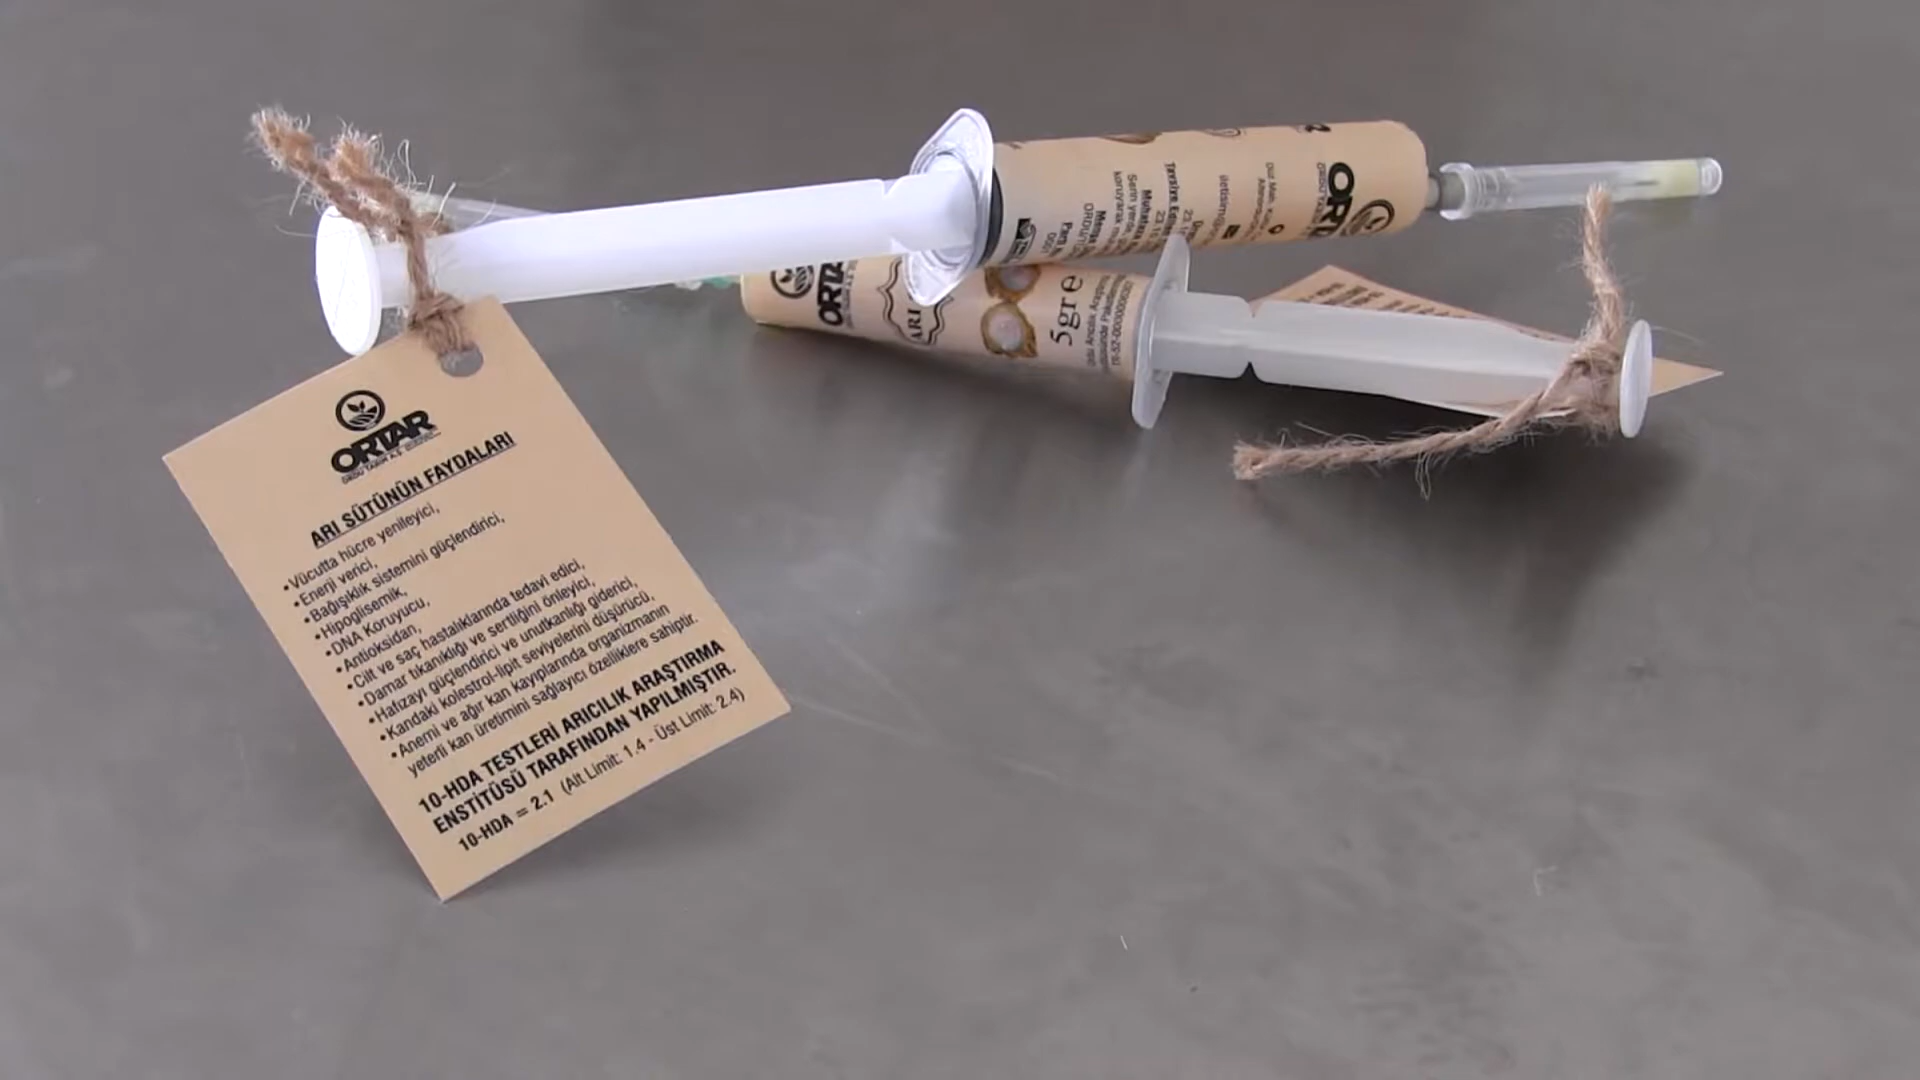 ORTAR
ORDU TARIM A.Ş.
ARI SÜTÜNÜN FAYDALARI
•Vücutta hücre yenileyici,
•Enerji verici,
•Bağışıklık sistemini güçlendirici,
•Hipoglisemik,
•DNA Koruyucu,
•Antioksidan,
•Cilt ve saç hastalıklarında tedavi edici,
•Damar tıkanıklığı ve sertliğini önleyici,
•Hafızayı güçlendirici ve unutkanlığı giderici,
•Kandaki kolestrol-lipit seviyelerini düşürücü,
•Anemi ve ağır kan kayıplarında organizmanın
yeterli kan üretimini sağlayıcı özelliklere sahiptir.
10-HDA TESTLERİ ARICILIK ARAŞTIRMA
ENSTİTÜSÜ TARAFINDAN YAPILMIŞTIR.
10-HDA = 2.1 (Alt Limit: 1.4 - Üst Limit: 2.4)
ORTAR
ARI
5gr e
ORTA